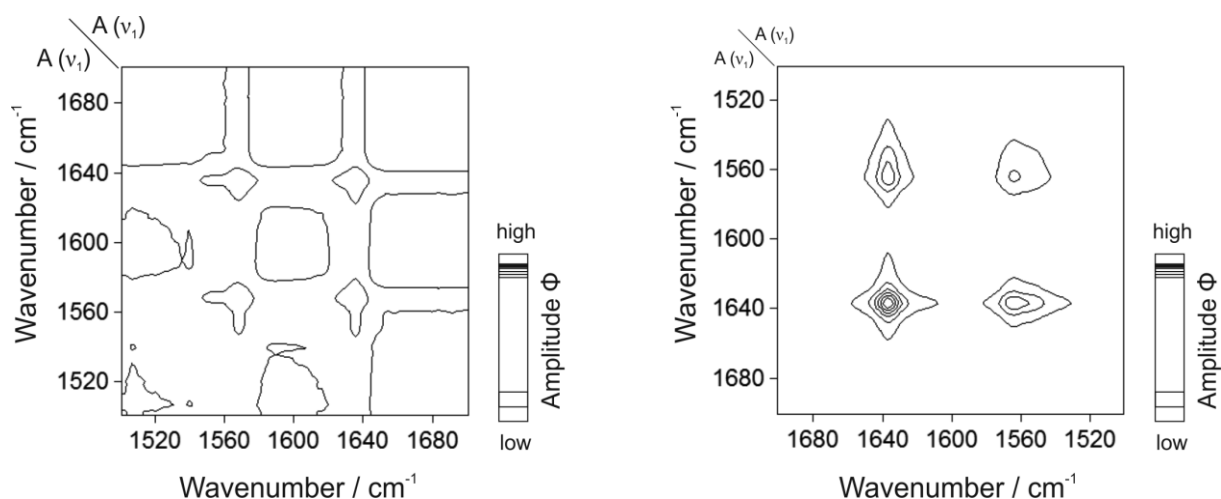 A (ν₁)
A (ν₁)
1680
1640
1600
1560
1520
Wavenumber / cm⁻¹
1520 1560 1600 1640 1680
Wavenumber / cm⁻¹
high
Amplitude Φ
low
A (ν₁)
A (ν₁)
1520
1560
1600
1640
1680
Wavenumber / cm⁻¹
1680 1640 1600 1560 1520
Wavenumber / cm⁻¹
high
Amplitude Φ
low